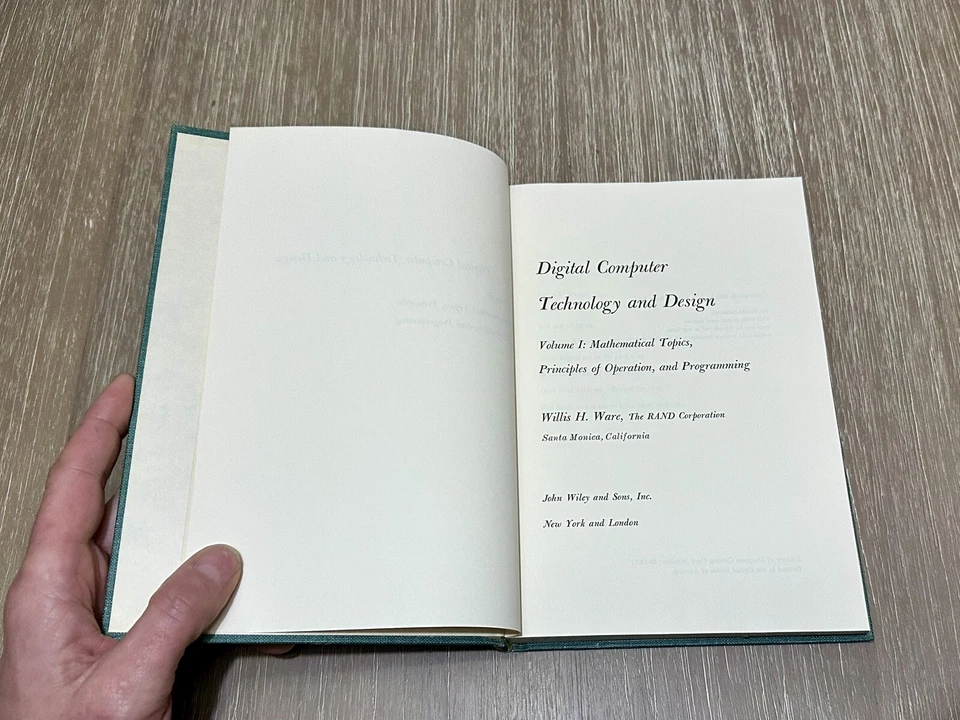 Digital Computer
Technology and Design
Volume I: Mathematical Topics,
Principles of Operation, and Programming
Willis H. Ware, The RAND Corporation
Santa Monica, California
John Wiley and Sons, Inc.
New York and London